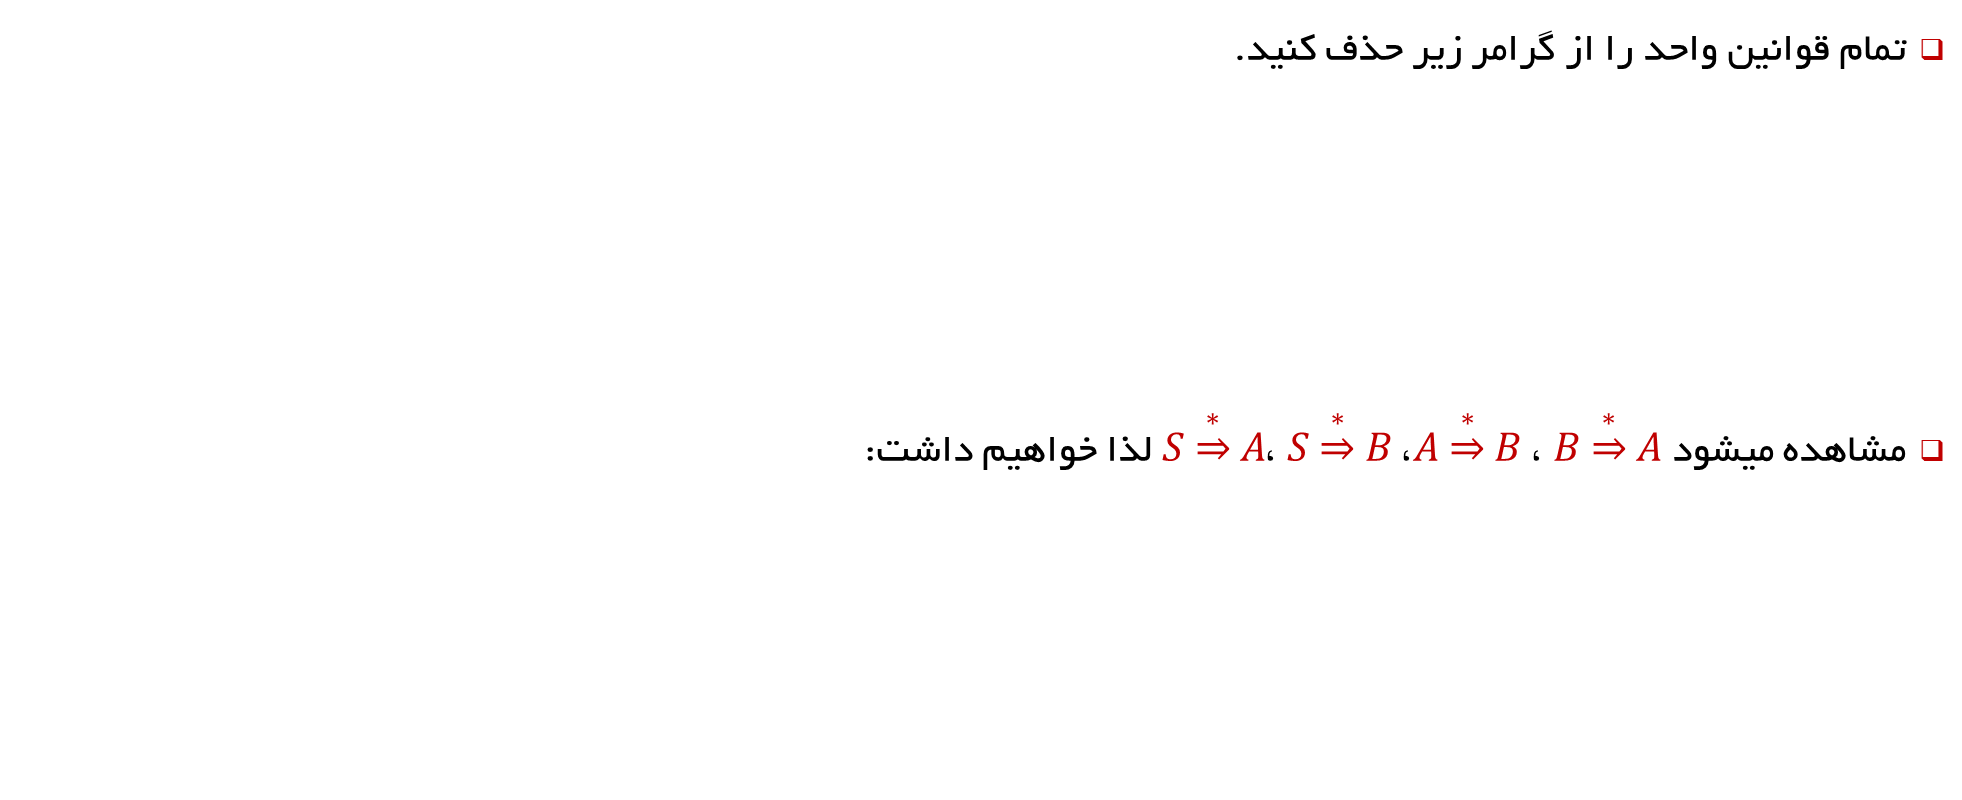 ❑ تمام قوانین واحد را از گرامر زیر حذف کنید.
❑ مشاهده میشود B ⇒* A ، A ⇒* B، S ⇒* B ،S ⇒* A لذا خواهیم داشت: